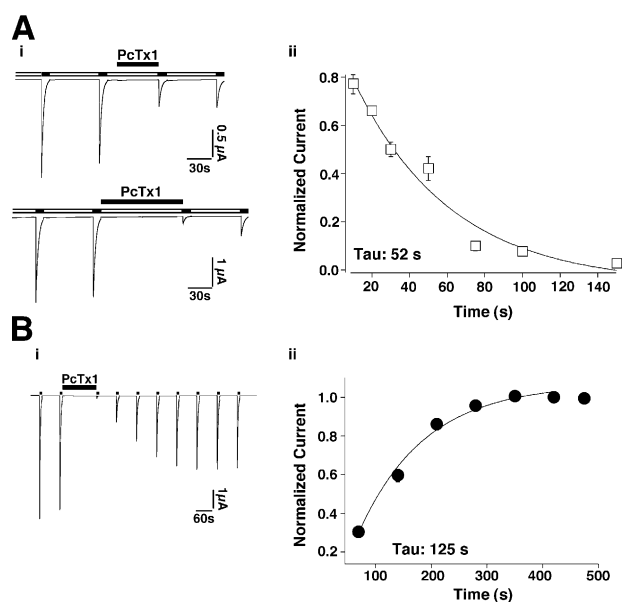 A
i
PcTx1
0.5 µA
30s
PcTx1
1 µA
30s
ii
Normalized Current
0.8
0.6
0.4
0.2
0.0
Tau: 52 s
20 40 60 80 100 120 140
Time (s)
B
i
PcTx1
1µA
60s
ii
Normalized Current
1.0
0.8
0.6
0.4
0.2
Tau: 125 s
100 200 300 400 500
Time (s)